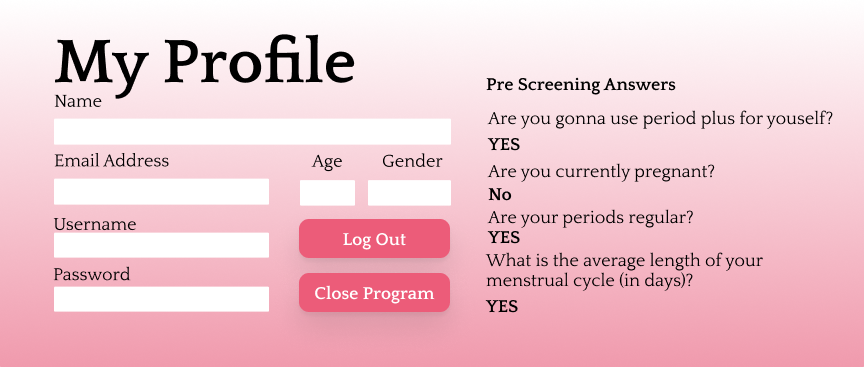 My Profile
Name
Email Address
Age
Gender
Username
Log Out
Password
Close Program
Pre Screening Answers
Are you gonna use period plus for youself?
YES
Are you currently pregnant?
No
Are your periods regular?
YES
What is the average length of your
menstrual cycle (in days)?
YES